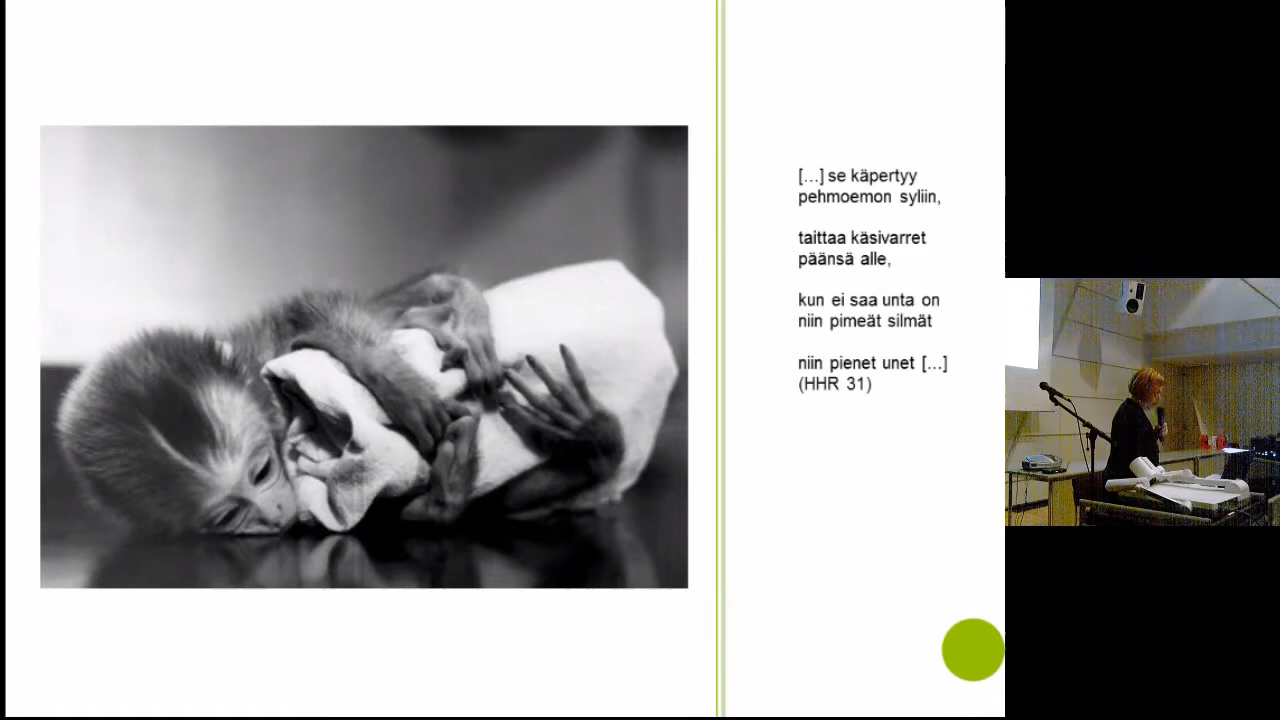 [...] se käpertyy
pehmoemon syliin,
taittaa käsivarret
päänsä alle,
kun ei saa unta on
niin pimeät silmät
niin pienet unet [...]
(HHR 31)